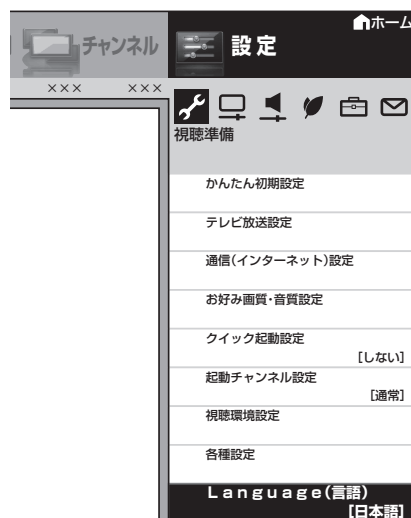 チャンネル
設定
ホーム
×××
×××
視聴準備
かんたん初期設定
テレビ放送設定
通信(インターネット)設定
お好み画質・音質設定
クイック起動設定
[しない]
起動チャンネル設定
[通常]
視聴環境設定
各種設定
Language(言語)
[日本語]